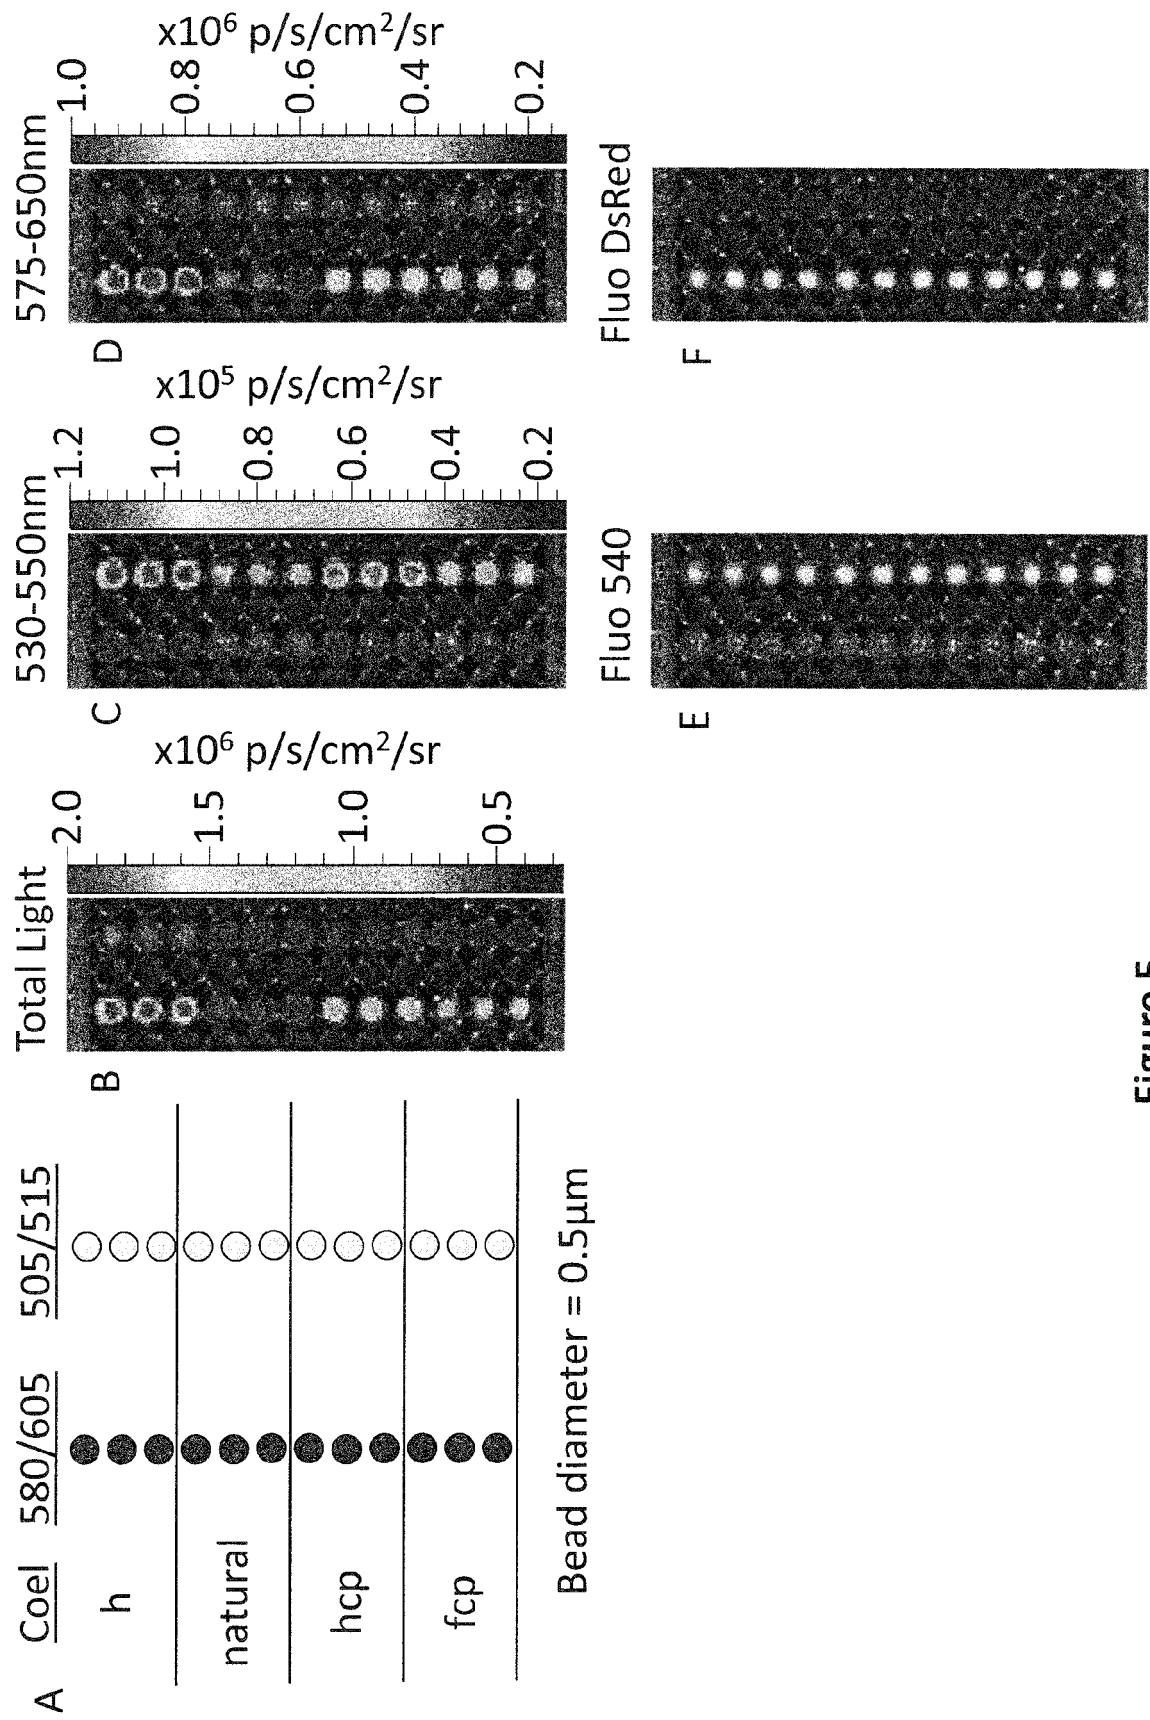 A
Coel 580/605 505/515
h
natural
hcp
fcp
Bead diameter = 0.5μm
Total Light
B
2.0
1.5
1.0
0.5
x10⁶ p/s/cm²/sr
530-550nm
C
1.2
1.0
0.8
0.6
0.4
0.2
x10⁵ p/s/cm²/sr
575-650nm
D
1.0
0.8
0.6
0.4
0.2
x10⁶ p/s/cm²/sr
Fluo 540
E
Fluo DsRed
F
Figure 5